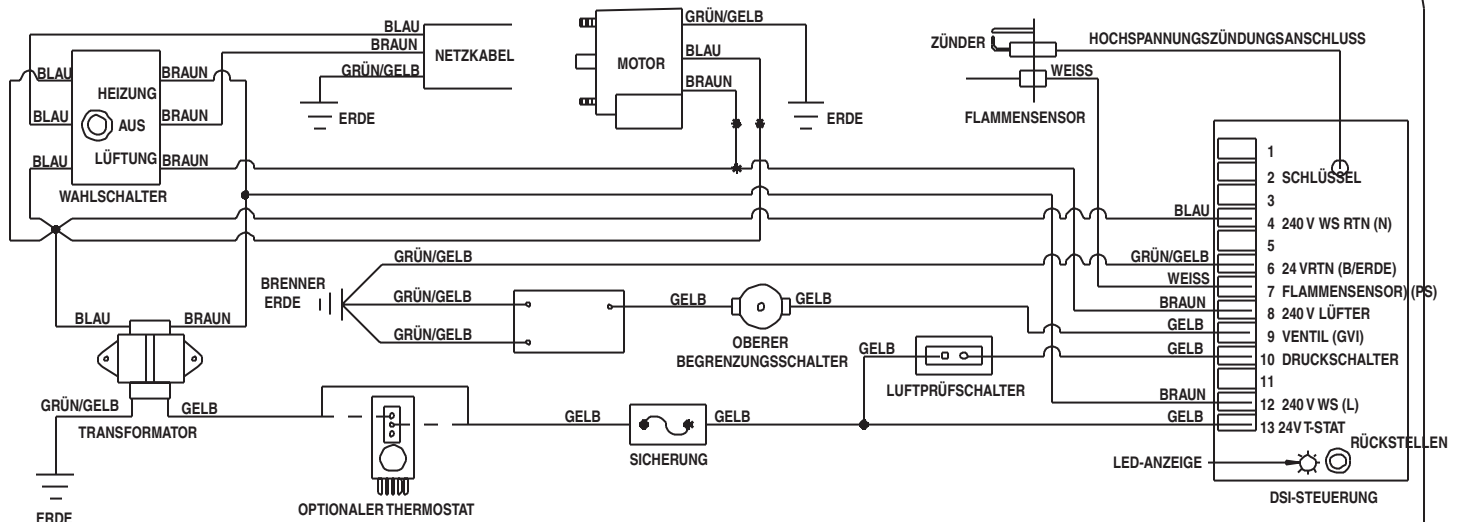 BLAU
BRAUN
GRÜN/GELB
NETZKABEL
ERDE
BLAU
BRAUN
HEIZUNG
BLAU
AUS
BRAUN
BLAU
LÜFTUNG
BRAUN
WAHLSCHALTER
MOTOR
GRÜN/GELB
BLAU
BRAUN
ERDE
ZÜNDER
HOCHSPANNUNGSZÜNDUNGSANSCHLUSS
WEISS
FLAMMENSENSOR
1
2 SCHLÜSSEL
3
BLAU
4 240 V WS RTN (N)
5
GRÜN/GELB
6 24 VRTN (B/ERDE)
WEISS
7 FLAMMENSENSOR) (PS)
BRAUN
8 240 V LÜFTER
GELB
9 VENTIL (GVI)
GELB
10 DRUCKSCHALTER
11
BRAUN
12 240 V WS (L)
GELB
13 24V T-STAT
RÜCKSTELLEN
LED-ANZEIGE
DSI-STEUERUNG
GRÜN/GELB
BRENNER
ERDE
GRÜN/GELB
GRÜN/GELB
GELB
GELB
OBERER
BEGRENZUNGSSCHALTER
GELB
LUFTPRÜFSCHALTER
BLAU
BRAUN
GRÜN/GELB
GELB
TRANSFORMATOR
ERDE
OPTIONALER THERMOSTAT
GELB
GELB
SICHERUNG